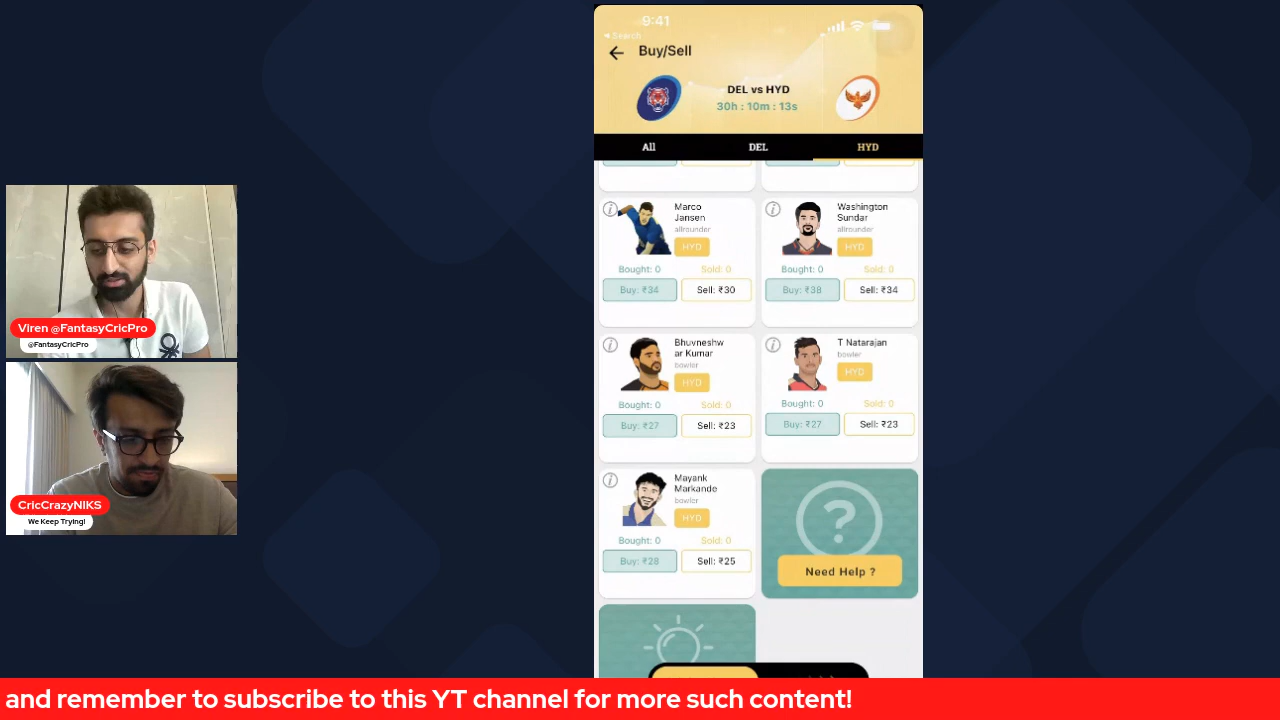 9:41
Search
Buy/Sell
DEL vs HYD
30h : 10m : 13s
All
DEL
HYD
Marco
Jansen
allrounder
HYD
Bought: 0
Sold: 0
Buy: ₹34
Sell: ₹30
Washington
Sundar
allrounder
HYD
Bought: 0
Sold: 0
Buy: ₹38
Sell: ₹34
Bhuvneshw
ar Kumar
bowler
HYD
Bought: 0
Sold: 0
Buy: ₹27
Sell: ₹23
T Natarajan
bowler
HYD
Bought: 0
Sold: 0
Buy: ₹27
Sell: ₹23
Mayank
Markande
bowler
HYD
Bought: 0
Sold: 0
Buy: ₹28
Sell: ₹25
?
Need Help ?
Viren @FantasyCricPro
@FantasyCricPro
CricCrazyNIKS
We Keep Trying!
and remember to subscribe to this YT channel for more such content!